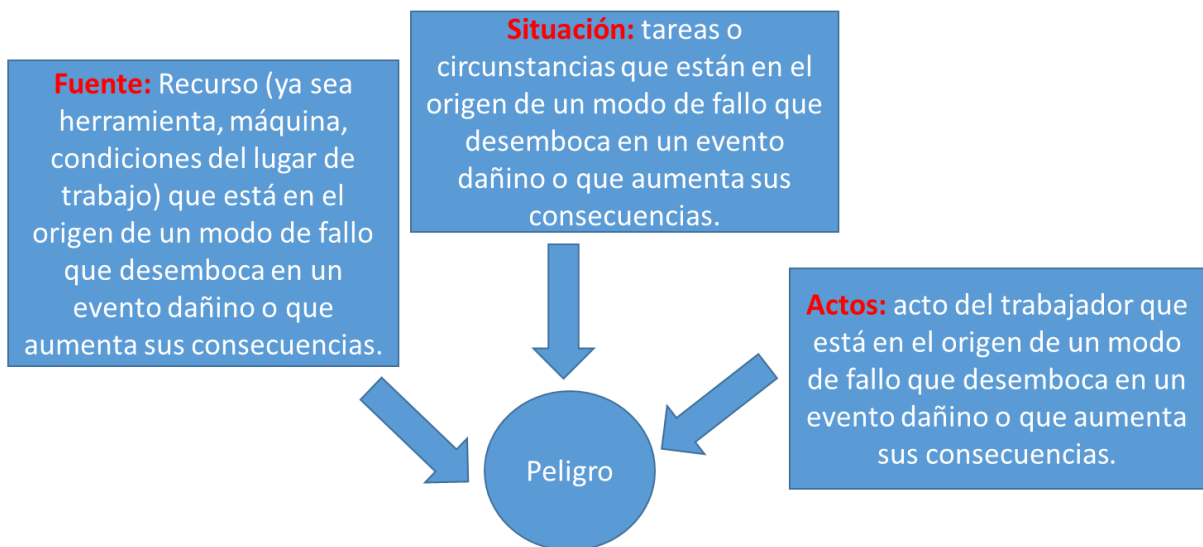 Fuente: Recurso (ya sea
herramienta, máquina,
condiciones del lugar de
trabajo) que está en el
origen de un modo de fallo
que desemboca en un
evento dañino o que
aumenta sus consecuencias.
Situación: tareas o
circunstancias que están en el
origen de un modo de fallo que
desemboca en un evento
dañino o que aumenta sus
consecuencias.
Actos: acto del trabajador que
está en el origen de un modo
de fallo que desemboca en un
evento dañino o que aumenta
sus consecuencias.
Peligro